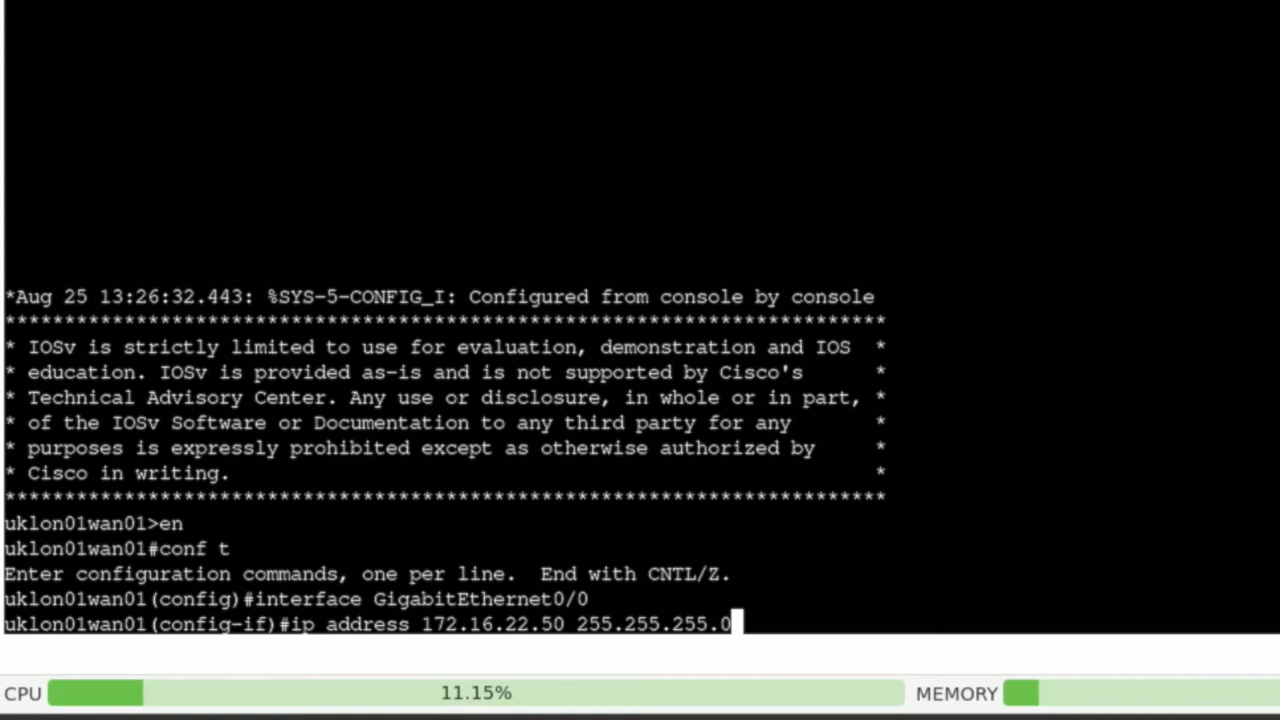 *Aug 25 13:26:32.443: %SYS-5-CONFIG_I: Configured from console by console
**************************************************************************
* IOSv is strictly limited to use for evaluation, demonstration and IOS  *
* education. IOSv is provided as-is and is not supported by Cisco's      *
* Technical Advisory Center. Any use or disclosure, in whole or in part, *
* of the IOSv Software or Documentation to any third party for any       *
* purposes is expressly prohibited except as otherwise authorized by     *
* Cisco in writing.                                                      *
**************************************************************************
uklon01wan01>en
uklon01wan01#conf t
Enter configuration commands, one per line.  End with CNTL/Z.
uklon01wan01(config)#interface GigabitEthernet0/0
uklon01wan01(config-if)#ip address 172.16.22.50 255.255.255.0
CPU 11.15% MEMORY